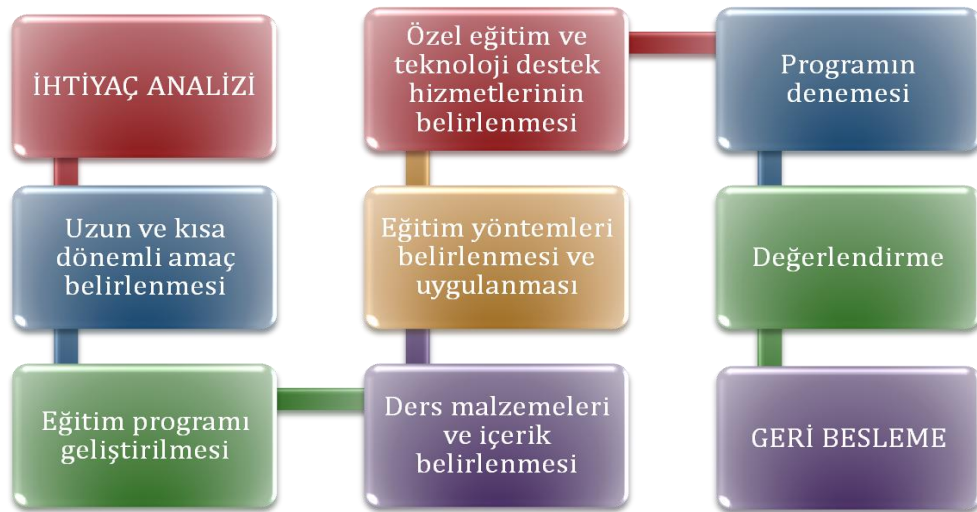 İHTİYAÇ ANALİZİ
Uzun ve kısa
dönemli amaç
belirlenmesi
Eğitim programı
geliştirilmesi
Ders malzemeleri
ve içerik
belirlenmesi
Eğitim yöntemleri
belirlenmesi ve
uygulanması
Özel eğitim ve
teknoloji destek
hizmetlerinin
belirlenmesi
Programın
denemesi
Değerlendirme
GERİ BESLEME